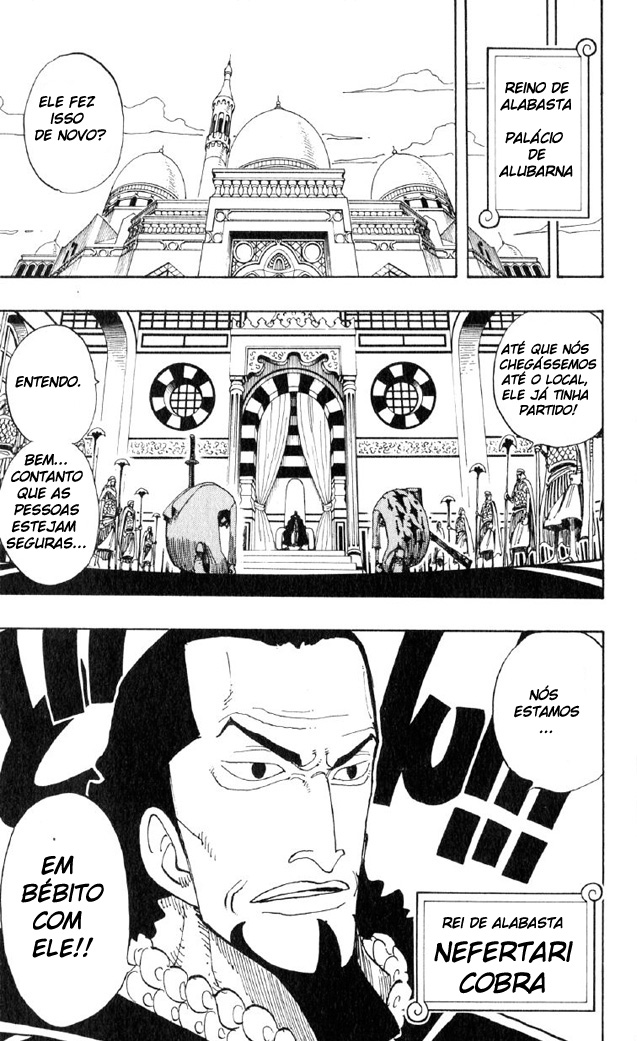 REINO DE
ALABASTA
PALÁCIO
DE
ALUBARNA
ELE FEZ
ISSO
DE NOVO?
ATÉ QUE NÓS
CHEGÁSSEMOS
ATÉ O LOCAL,
ELE JÁ TINHA
PARTIDO!
ENTENDO.
BEM...
CONTANTO
QUE AS
PESSOAS
ESTEJAM
SEGURAS...
NÓS
ESTAMOS
...
EM
BÉBITO
COM
ELE!!
REI DE ALABASTA
NEFERTARI
COBRA